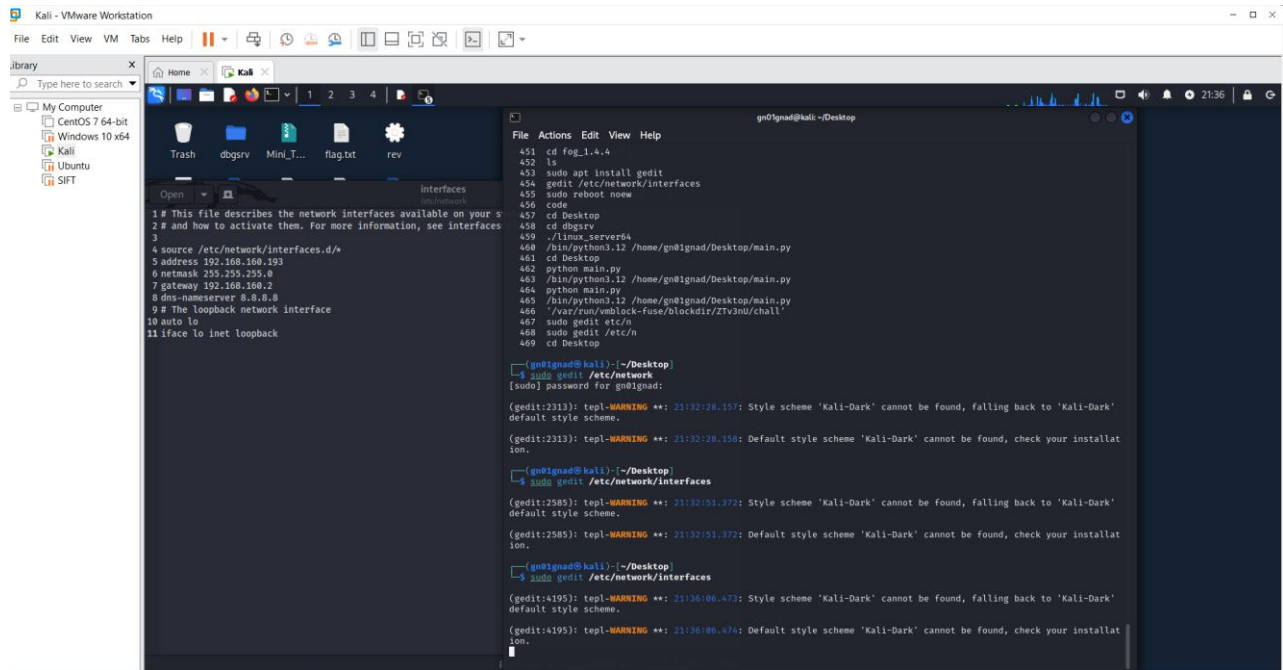 Kali - VMware Workstation
File Edit View VM Tabs Help
Library
Home
Kali
Type here to search
1 2 3 4
21:36
My Computer
CentOS 7 64-bit
Windows 10 x64
Kali
Ubuntu
SIFT
Trash
dbgsrv
Mini_T...
flag.txt
rev
Open
interfaces
/etc/network
1 # This file describes the network interfaces available on your s
2 # and how to activate them. For more information, see interfaces
3
4 source /etc/network/interfaces.d/*
5 address 192.168.160.193
6 netmask 255.255.255.0
7 gateway 192.168.160.2
8 dns-nameserver 8.8.8.8
9 # The loopback network interface
10 auto lo
11 iface lo inet loopback
gn01gnad@kali: ~/Desktop
File Actions Edit View Help
451 cd fog_1.4.4
452 ls
453 sudo apt install gedit
454 gedit /etc/network/interfaces
455 sudo reboot noew
456 code
457 cd Desktop
458 cd dbgsrv
459 ./linux_server64
460 /bin/python3.12 /home/gn01gnad/Desktop/main.py
461 cd Desktop
462 python main.py
463 /bin/python3.12 /home/gn01gnad/Desktop/main.py
464 python main.py
465 /bin/python3.12 /home/gn01gnad/Desktop/main.py
466 '/var/run/vmblock-fuse/blockdir/ZTv3nU/chall'
467 sudo gedit etc/n
468 sudo gedit /etc/n
469 cd Desktop
(gn01gnad㉿kali)-[~/Desktop]
$ sudo gedit /etc/network
[sudo] password for gn01gnad:
(gedit:2313): tepl-WARNING **: 21:32:28.157: Style scheme 'Kali-Dark' cannot be found, falling back to 'Kali-Dark'
default style scheme.
(gedit:2313): tepl-WARNING **: 21:32:28.158: Default style scheme 'Kali-Dark' cannot be found, check your installat
ion.
(gn01gnad㉿kali)-[~/Desktop]
$ sudo gedit /etc/network/interfaces
(gedit:2585): tepl-WARNING **: 21:32:51.372: Style scheme 'Kali-Dark' cannot be found, falling back to 'Kali-Dark'
default style scheme.
(gedit:2585): tepl-WARNING **: 21:32:51.372: Default style scheme 'Kali-Dark' cannot be found, check your installat
ion.
(gn01gnad㉿kali)-[~/Desktop]
$ sudo gedit /etc/network/interfaces
(gedit:4195): tepl-WARNING **: 21:36:06.473: Style scheme 'Kali-Dark' cannot be found, falling back to 'Kali-Dark'
default style scheme.
(gedit:4195): tepl-WARNING **: 21:36:06.474: Default style scheme 'Kali-Dark' cannot be found, check your installat
ion.